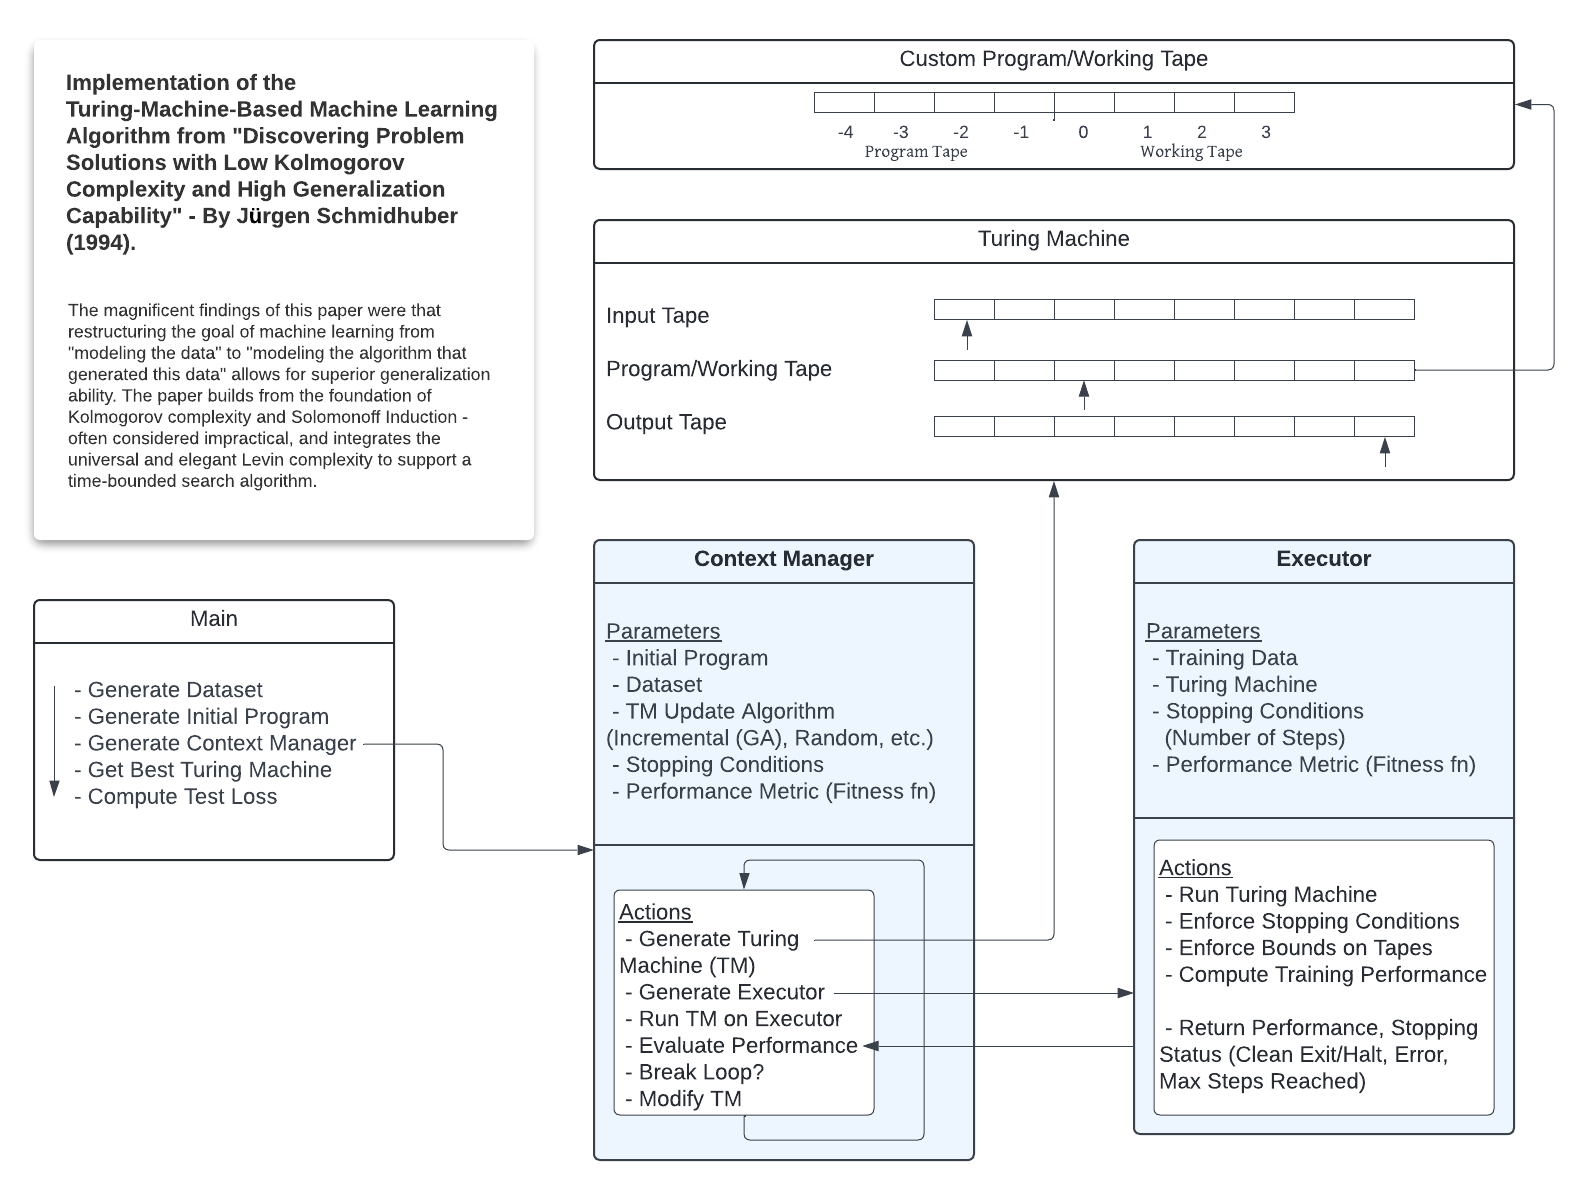 Implementation of the
Turing-Machine-Based Machine Learning
Algorithm from "Discovering Problem
Solutions with Low Kolmogorov
Complexity and High Generalization
Capability" - By Jürgen Schmidhuber
(1994).
The magnificent findings of this paper were that
restructuring the goal of machine learning from
"modeling the data" to "modeling the algorithm that
generated this data" allows for superior generalization
ability. The paper builds from the foundation of
Kolmogorov complexity and Solomonoff Induction -
often considered impractical, and integrates the
universal and elegant Levin complexity to support a
time-bounded search algorithm.
Custom Program/Working Tape
-4 -3 -2 -1 0 1 2 3
Program Tape Working Tape
Turing Machine
Input Tape
Program/Working Tape
Output Tape
Main
- Generate Dataset
- Generate Initial Program
- Generate Context Manager
- Get Best Turing Machine
- Compute Test Loss
Context Manager
Parameters
- Initial Program
- Dataset
- TM Update Algorithm
(Incremental (GA), Random, etc.)
- Stopping Conditions
- Performance Metric (Fitness fn)
Actions
- Generate Turing
Machine (TM)
- Generate Executor
- Run TM on Executor
- Evaluate Performance
- Break Loop?
- Modify TM
Executor
Parameters
- Training Data
- Turing Machine
- Stopping Conditions
(Number of Steps)
- Performance Metric (Fitness fn)
Actions
- Run Turing Machine
- Enforce Stopping Conditions
- Enforce Bounds on Tapes
- Compute Training Performance
- Return Performance, Stopping
Status (Clean Exit/Halt, Error,
Max Steps Reached)